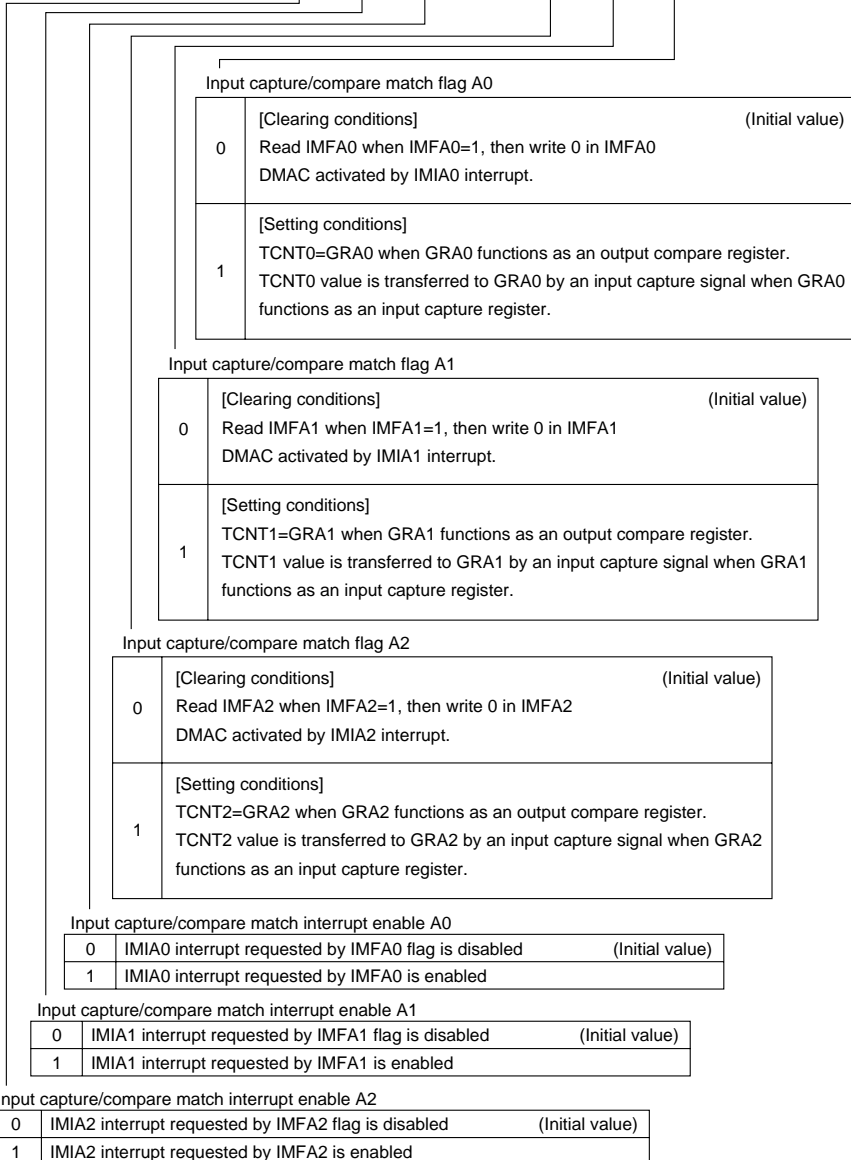 Input capture/compare match flag A0
[Clearing conditions] (Initial value)
0 Read IMFA0 when IMFA0=1, then write 0 in IMFA0
DMAC activated by IMIA0 interrupt.
[Setting conditions]
TCNT0=GRA0 when GRA0 functions as an output compare register.
1 TCNT0 value is transferred to GRA0 by an input capture signal when GRA0
functions as an input capture register.
Input capture/compare match flag A1
[Clearing conditions] (Initial value)
0 Read IMFA1 when IMFA1=1, then write 0 in IMFA1
DMAC activated by IMIA1 interrupt.
[Setting conditions]
TCNT1=GRA1 when GRA1 functions as an output compare register.
1 TCNT1 value is transferred to GRA1 by an input capture signal when GRA1
functions as an input capture register.
Input capture/compare match flag A2
[Clearing conditions] (Initial value)
0 Read IMFA2 when IMFA2=1, then write 0 in IMFA2
DMAC activated by IMIA2 interrupt.
[Setting conditions]
TCNT2=GRA2 when GRA2 functions as an output compare register.
1 TCNT2 value is transferred to GRA2 by an input capture signal when GRA2
functions as an input capture register.
Input capture/compare match interrupt enable A0
0 IMIA0 interrupt requested by IMFA0 flag is disabled (Initial value)
1 IMIA0 interrupt requested by IMFA0 is enabled
Input capture/compare match interrupt enable A1
0 IMIA1 interrupt requested by IMFA1 flag is disabled (Initial value)
1 IMIA1 interrupt requested by IMFA1 is enabled
nput capture/compare match interrupt enable A2
0 IMIA2 interrupt requested by IMFA2 flag is disabled (Initial value)
1 IMIA2 interrupt requested by IMFA2 is enabled